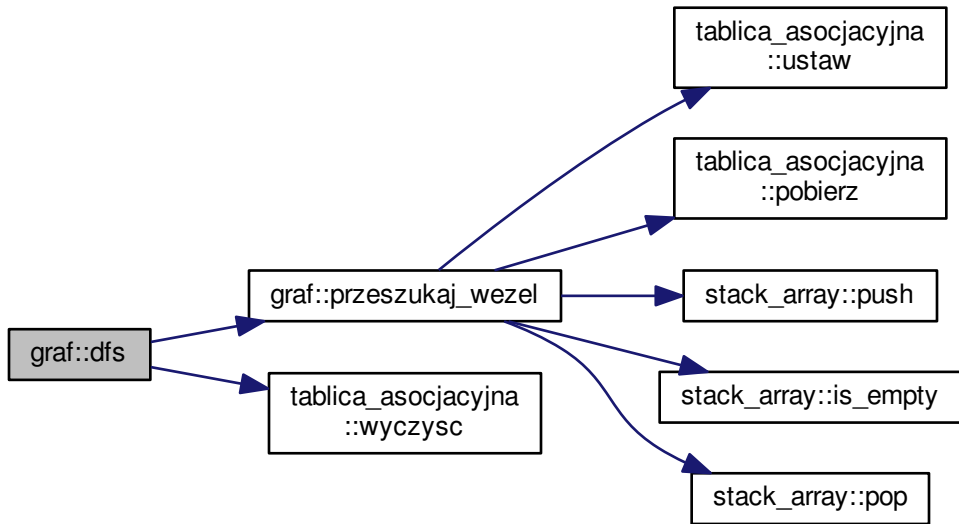 graf::dfs
graf::przeszukaj_wezel
tablica_asocjacyjna
::wyczysc
tablica_asocjacyjna
::ustaw
tablica_asocjacyjna
::pobierz
stack_array::push
stack_array::is_empty
stack_array::pop